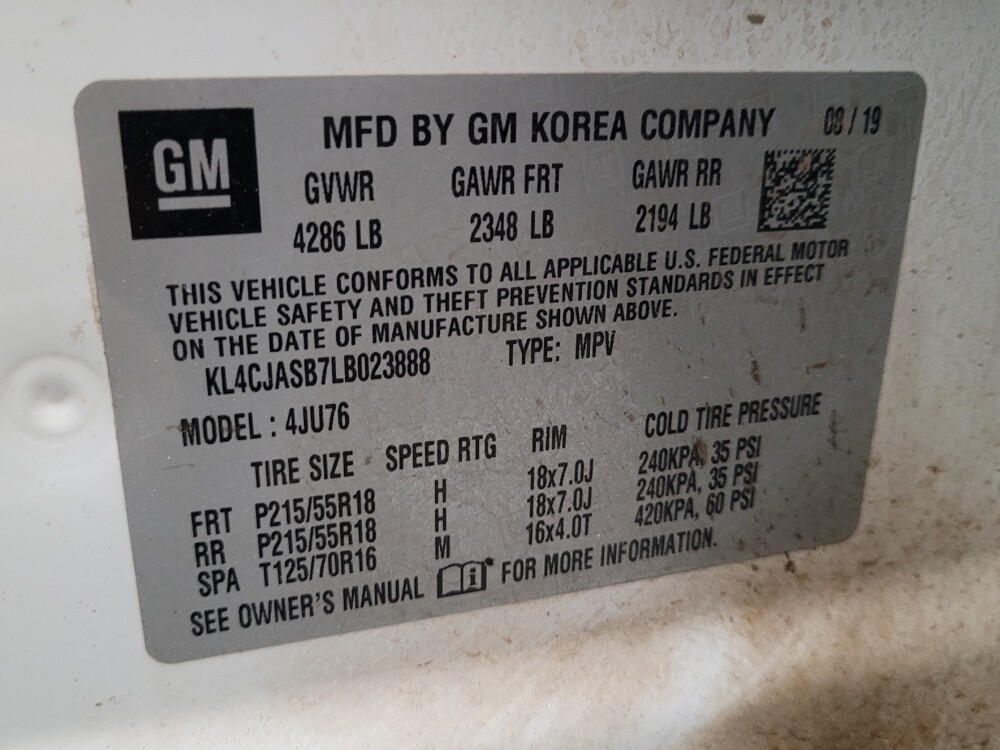 GM
MFD BY GM KOREA COMPANY 08 / 19
GVWR GAWR FRT GAWR RR
4286 LB 2348 LB 2194 LB
THIS VEHICLE CONFORMS TO ALL APPLICABLE U.S. FEDERAL MOTOR
VEHICLE SAFETY AND THEFT PREVENTION STANDARDS IN EFFECT
ON THE DATE OF MANUFACTURE SHOWN ABOVE.
KL4CJASB7LB023888 TYPE: MPV
MODEL : 4JU76
TIRE SIZE SPEED RTG RIM COLD TIRE PRESSURE
FRT P215/55R18 H 18x7.0J 240KPA, 35 PSI
RR P215/55R18 H 18x7.0J 240KPA, 35 PSI
SPA T125/70R16 M 16x4.0T 420KPA, 60 PSI
SEE OWNER'S MANUAL i FOR MORE INFORMATION.